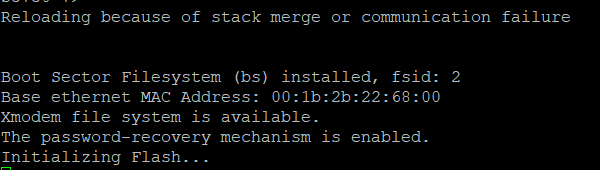 Reloading because of stack merge or communication failure
Boot Sector Filesystem (bs) installed, fsid: 2
Base ethernet MAC Address: 00:1b:2b:22:68:00
Xmodem file system is available.
The password-recovery mechanism is enabled.
Initializing Flash...